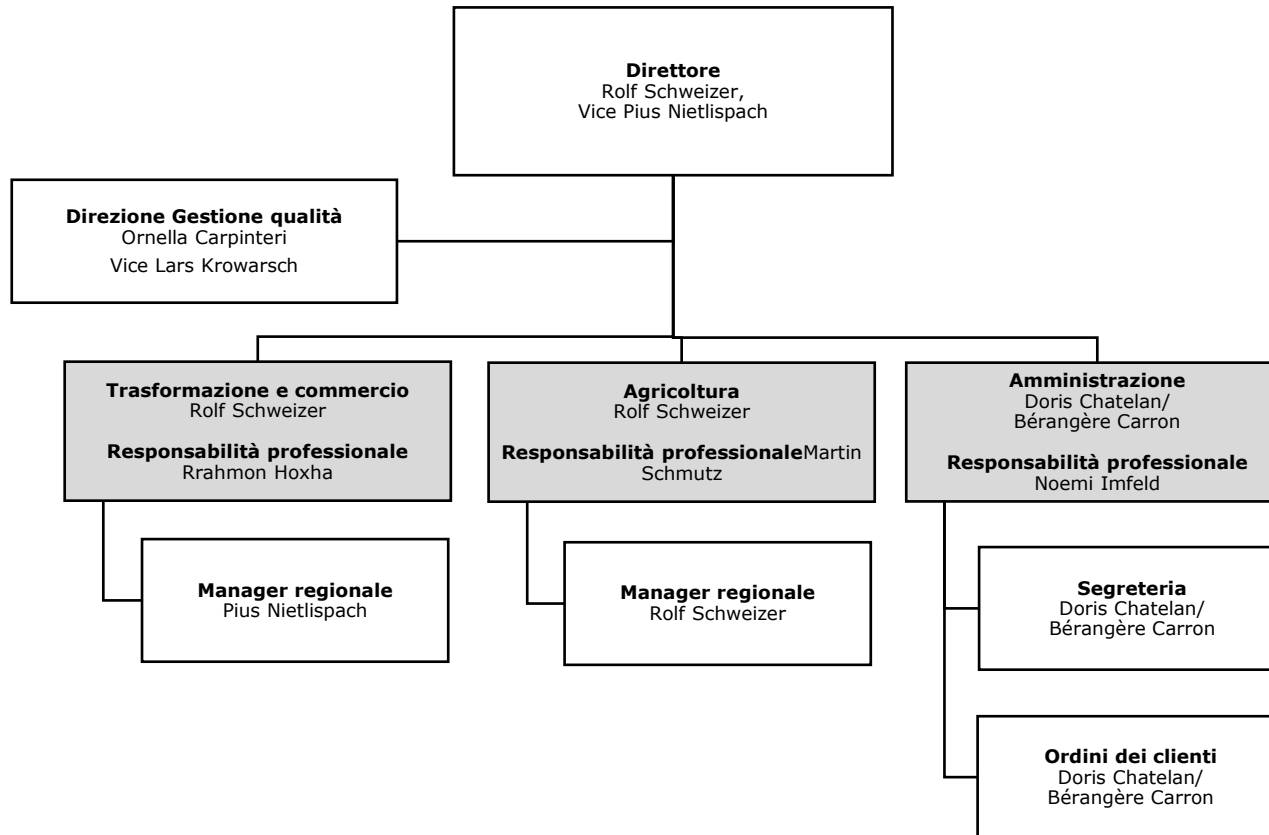 Direttore
Rolf Schweizer,
Vice Pius Nietlispach
Direzione Gestione qualità
Ornella Carpinteri
Vice Lars Krowarsch
Trasformazione e commercio
Rolf Schweizer
Responsabilità professionale
Rrahmon Hoxha
Agricoltura
Rolf Schweizer
Responsabilità professionaleMartin
Schmutz
Amministrazione
Doris Chatelan/
Bérangère Carron
Responsabilità professionale
Noemi Imfeld
Manager regionale
Pius Nietlispach
Manager regionale
Rolf Schweizer
Segreteria
Doris Chatelan/
Bérangère Carron
Ordini dei clienti
Doris Chatelan/
Bérangère Carron